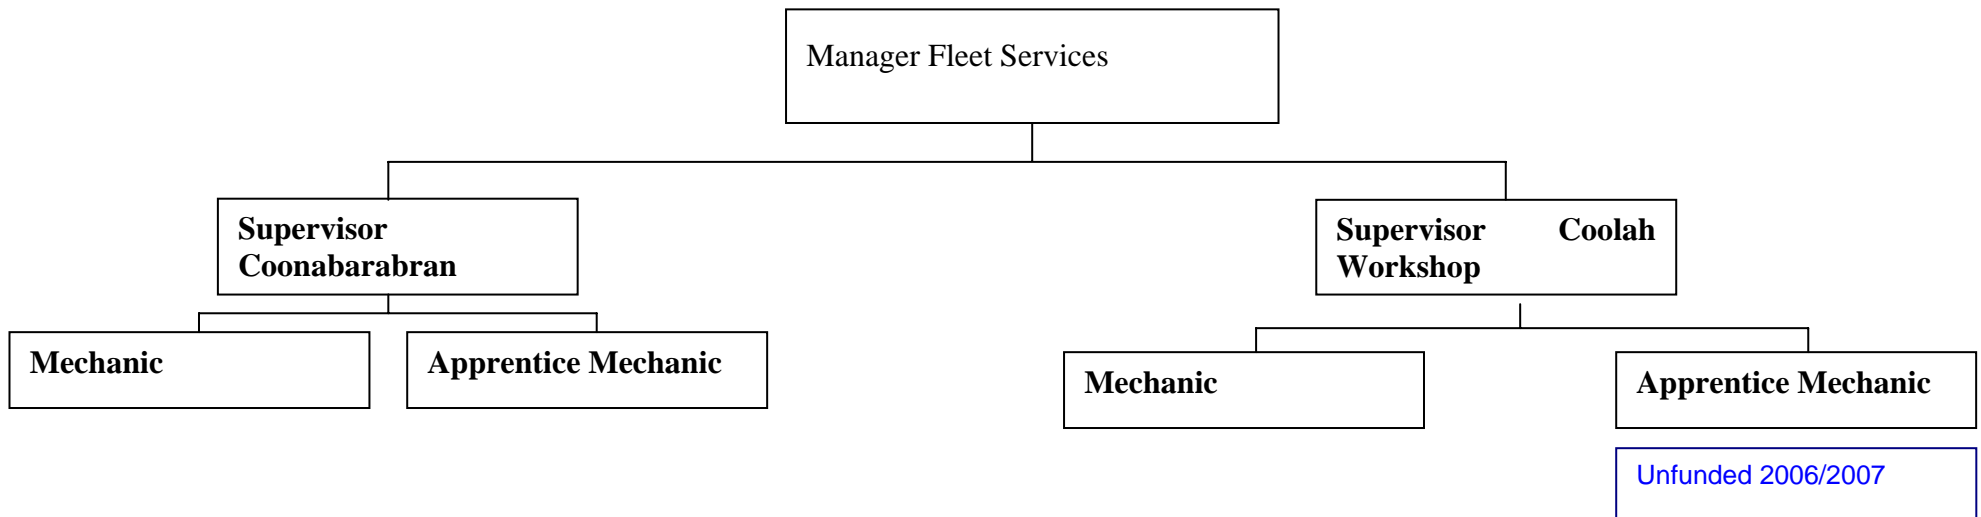 Manager Fleet Services
Supervisor
Coonabarabran
Supervisor Coolah
Workshop
Mechanic
Apprentice Mechanic
Mechanic
Apprentice Mechanic
Unfunded 2006/2007